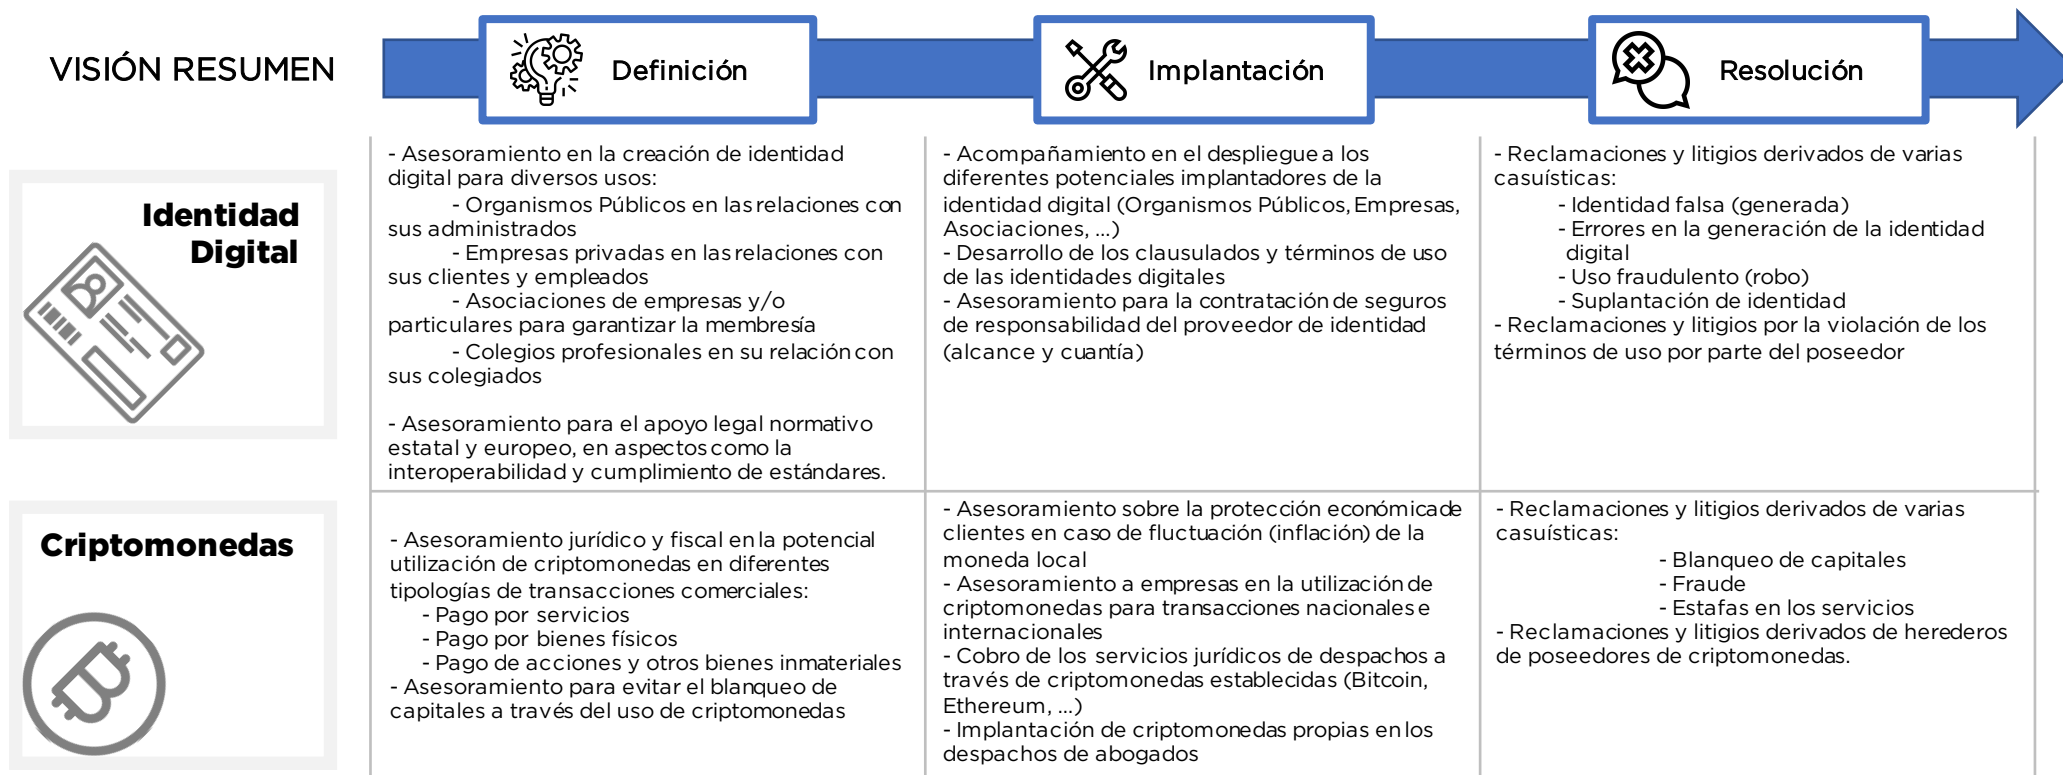 VISIÓN RESUMEN
Definición
Implantación
Resolución
Identidad
Digital
- Asesoramiento en la creación de identidad
digital para diversos usos:
- Organismos Públicos en las relaciones con
sus administrados
- Empresas privadas en las relaciones con
sus clientes y empleados
- Asociaciones de empresas y/o
particulares para garantizar la membresía
- Colegios profesionales en su relación con
sus colegiados
- Asesoramiento para el apoyo legal normativo
estatal y europeo, en aspectos como la
interoperabilidad y cumplimiento de estándares.
- Acompañamiento en el despliegue a los
diferentes potenciales implantadores de la
identidad digital (Organismos Públicos, Empresas,
Asociaciones, ...)
- Desarrollo de los clausulados y términos de uso
de las identidades digitales
- Asesoramiento para la contratación de seguros
de responsabilidad del proveedor de identidad
(alcance y cuantía)
- Reclamaciones y litigios derivados de varias
casuísticas:
- Identidad falsa (generada)
- Errores en la generación de la identidad
digital
- Uso fraudulento (robo)
- Suplantación de identidad
- Reclamaciones y litigios por la violación de los
términos de uso por parte del poseedor
Criptomonedas
- Asesoramiento jurídico y fiscal en la potencial
utilización de criptomonedas en diferentes
tipologías de transacciones comerciales:
- Pago por servicios
- Pago por bienes físicos
- Pago de acciones y otros bienes inmateriales
- Asesoramiento para evitar el blanqueo de
capitales a través del uso de criptomonedas
- Asesoramiento sobre la protección económica de
clientes en caso de fluctuación (inflación) de la
moneda local
- Asesoramiento a empresas en la utilización de
criptomonedas para transacciones nacionales e
internacionales
- Cobro de los servicios jurídicos de despachos a
través de criptomonedas establecidas (Bitcoin,
Ethereum, ...)
- Implantación de criptomonedas propias en los
despachos de abogados
- Reclamaciones y litigios derivados de varias
casuísticas:
- Blanqueo de capitales
- Fraude
- Estafas en los servicios
- Reclamaciones y litigios derivados de herederos
de poseedores de criptomonedas.